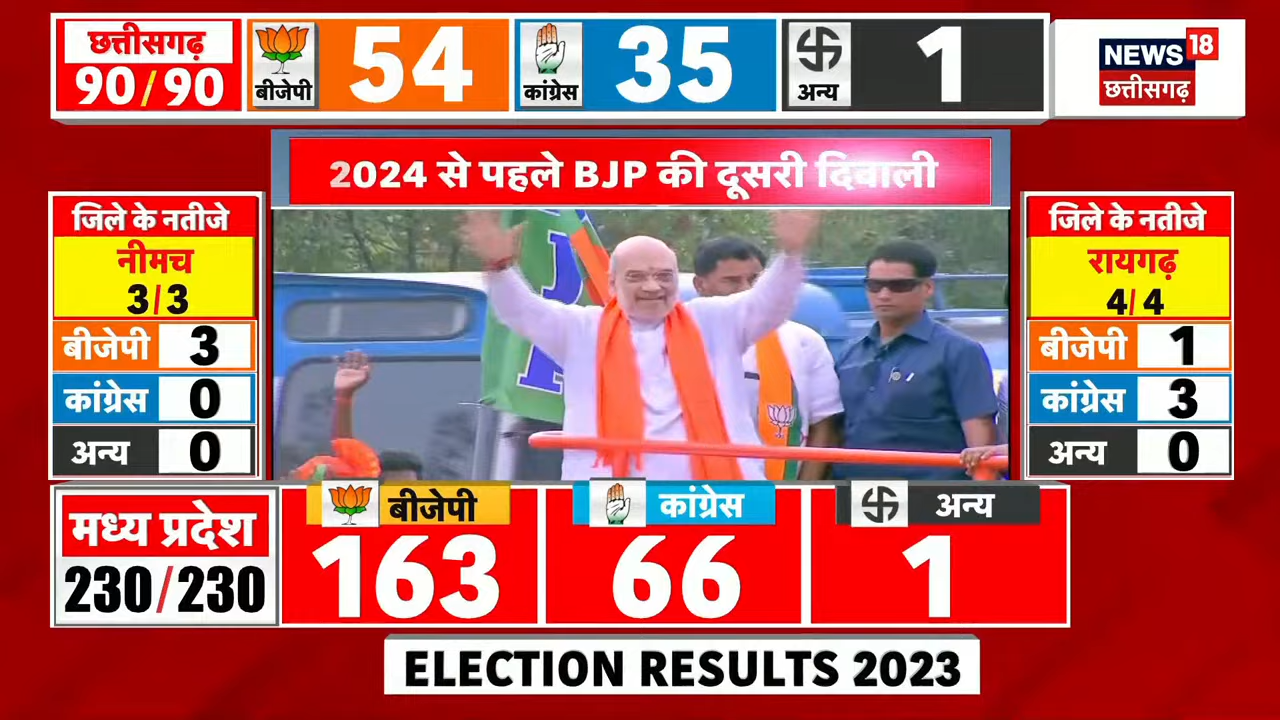 छत्तीसगढ़
90/90
बीजेपी
54
कांग्रेस
35
अन्य
1
NEWS 18
छत्तीसगढ़
2024 से पहले BJP की दूसरी दिवाली
जिले के नतीजे
नीमच
3/3
बीजेपी 3
कांग्रेस 0
अन्य 0
जिले के नतीजे
रायगढ़
4/4
बीजेपी 1
कांग्रेस 3
अन्य 0
मध्य प्रदेश
230/230
बीजेपी
163
कांग्रेस
66
अन्य
1
ELECTION RESULTS 2023